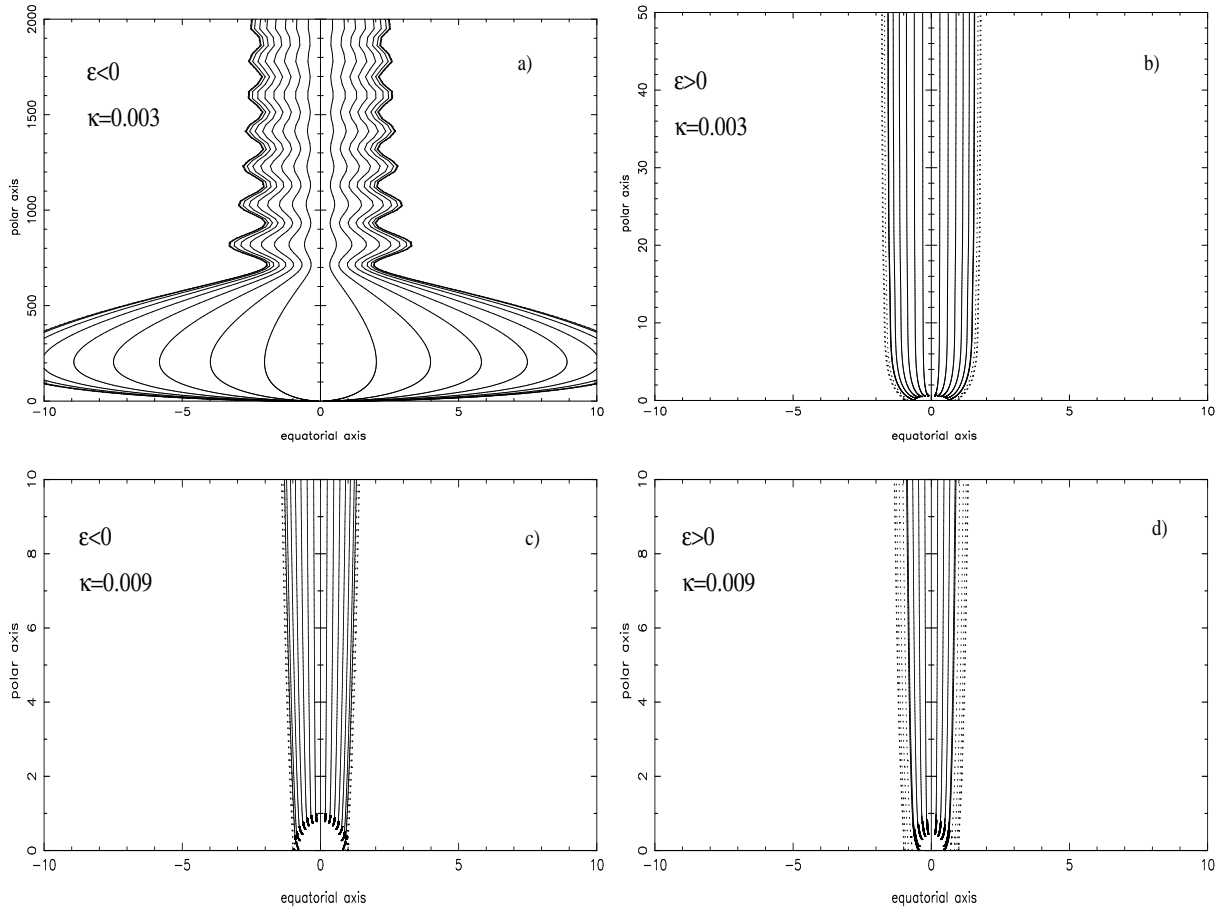 2000
1500
1000
500
0
polar axis
ε<0
κ=0.003
a)
−10
−5
0
5
10
equatorial axis
50
40
30
20
10
0
polar axis
ε>0
κ=0.003
b)
−10
−5
0
5
10
equatorial axis
10
8
6
4
2
0
polar axis
ε<0
κ=0.009
c)
−10
−5
0
5
10
equatorial axis
10
8
6
4
2
0
polar axis
ε>0
κ=0.009
d)
−10
−5
0
5
10
equatorial axis